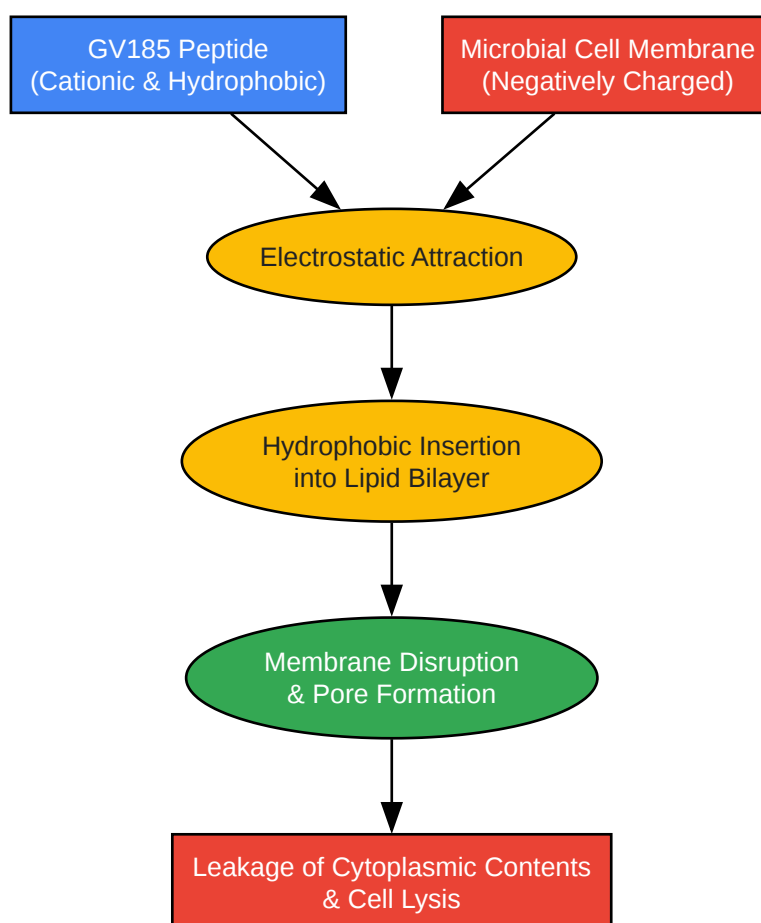 GV185 Peptide
(Cationic & Hydrophobic)
Microbial Cell Membrane
(Negatively Charged)
Electrostatic Attraction
Hydrophobic Insertion
into Lipid Bilayer
Membrane Disruption
& Pore Formation
Leakage of Cytoplasmic Contents
& Cell Lysis